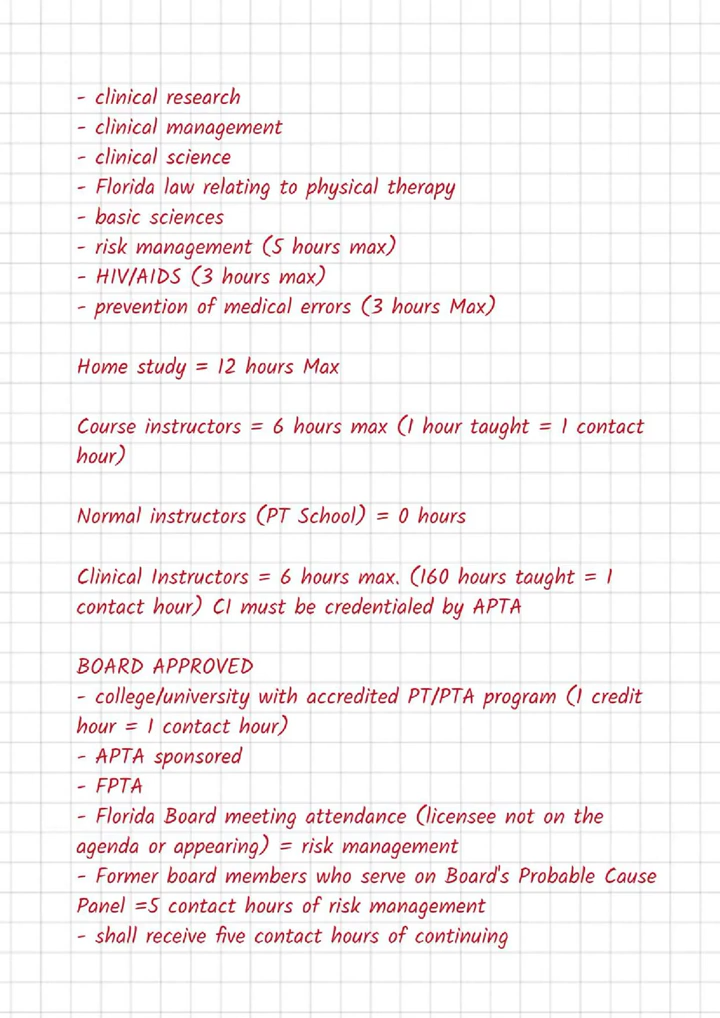 - clinical research
- clinical management
- clinical science
- Florida law relating to physical therapy
- basic sciences
- risk management (5 hours max)
- HIV/AIDS (3 hours max)
- prevention of medical errors (3 hours Max)
Home study = 12 hours Max
Course instructors = 6 hours max (1 hour taught = 1 contact
hour)
Normal instructors (PT School) = 0 hours
Clinical Instructors = 6 hours max. (160 hours taught = 1
contact hour) CI must be credentialed by APTA
BOARD APPROVED
- college/university with accredited PT/PTA program (1 credit
hour = 1 contact hour)
- APTA sponsored
- FPTA
- Florida Board meeting attendance (licensee not on the
agenda or appearing) = risk management
- Former board members who serve on Board's Probable Cause
Panel =5 contact hours of risk management
- shall receive five contact hours of continuing